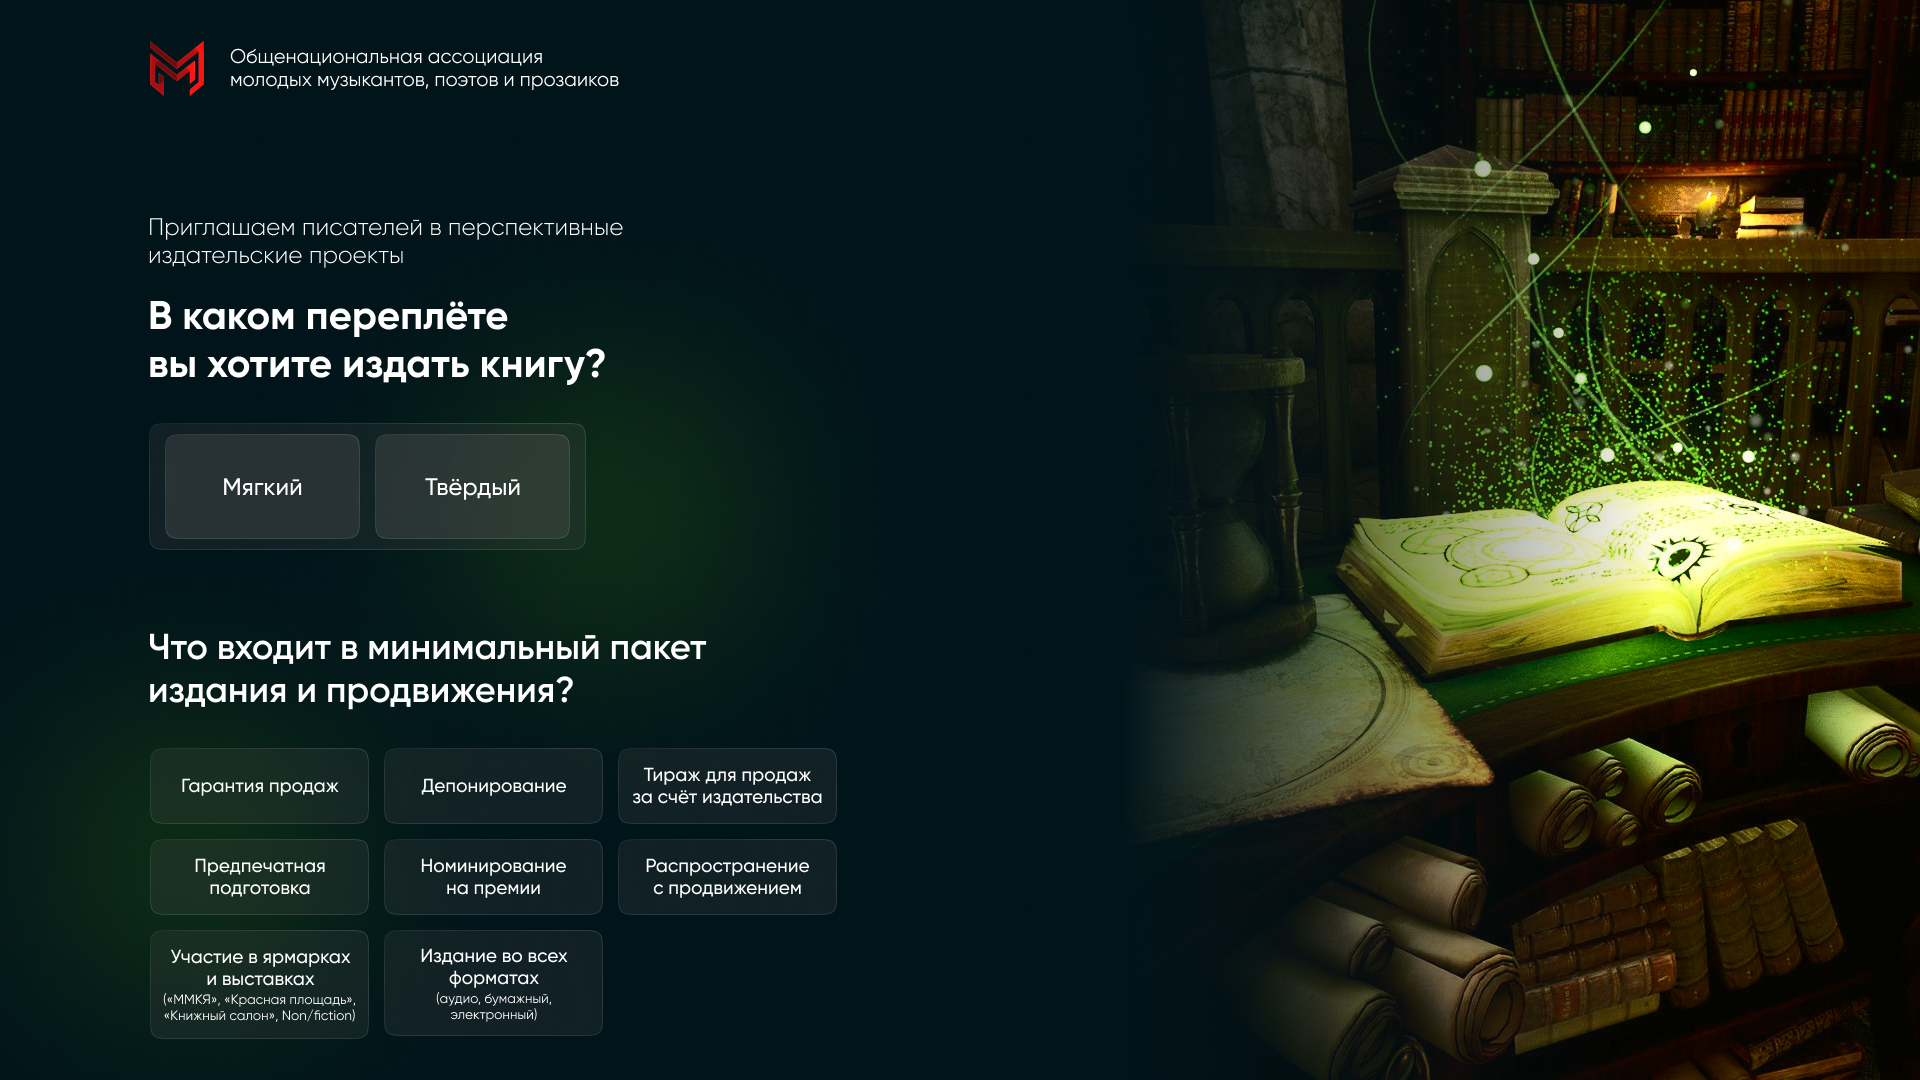 Общенациональная ассоциация
молодых музыкантов, поэтов и прозаиков
Приглашаем писателей в перспективные
издательские проекты
В каком переплёте
вы хотите издать книгу?
Мягкий
Твёрдый
Что входит в минимальный пакет
издания и продвижения?
Гарантия продаж
Депонирование
Тираж для продаж
за счёт издательства
Предпечатная
подготовка
Номинирование
на премии
Распространение
с продвижением
Участие в ярмарках
и выставках
(«ММКЯ», «Красная площадь»,
«Книжный салон», Non/fiction)
Издание во всех
форматах
(аудио, бумажный,
электронный)